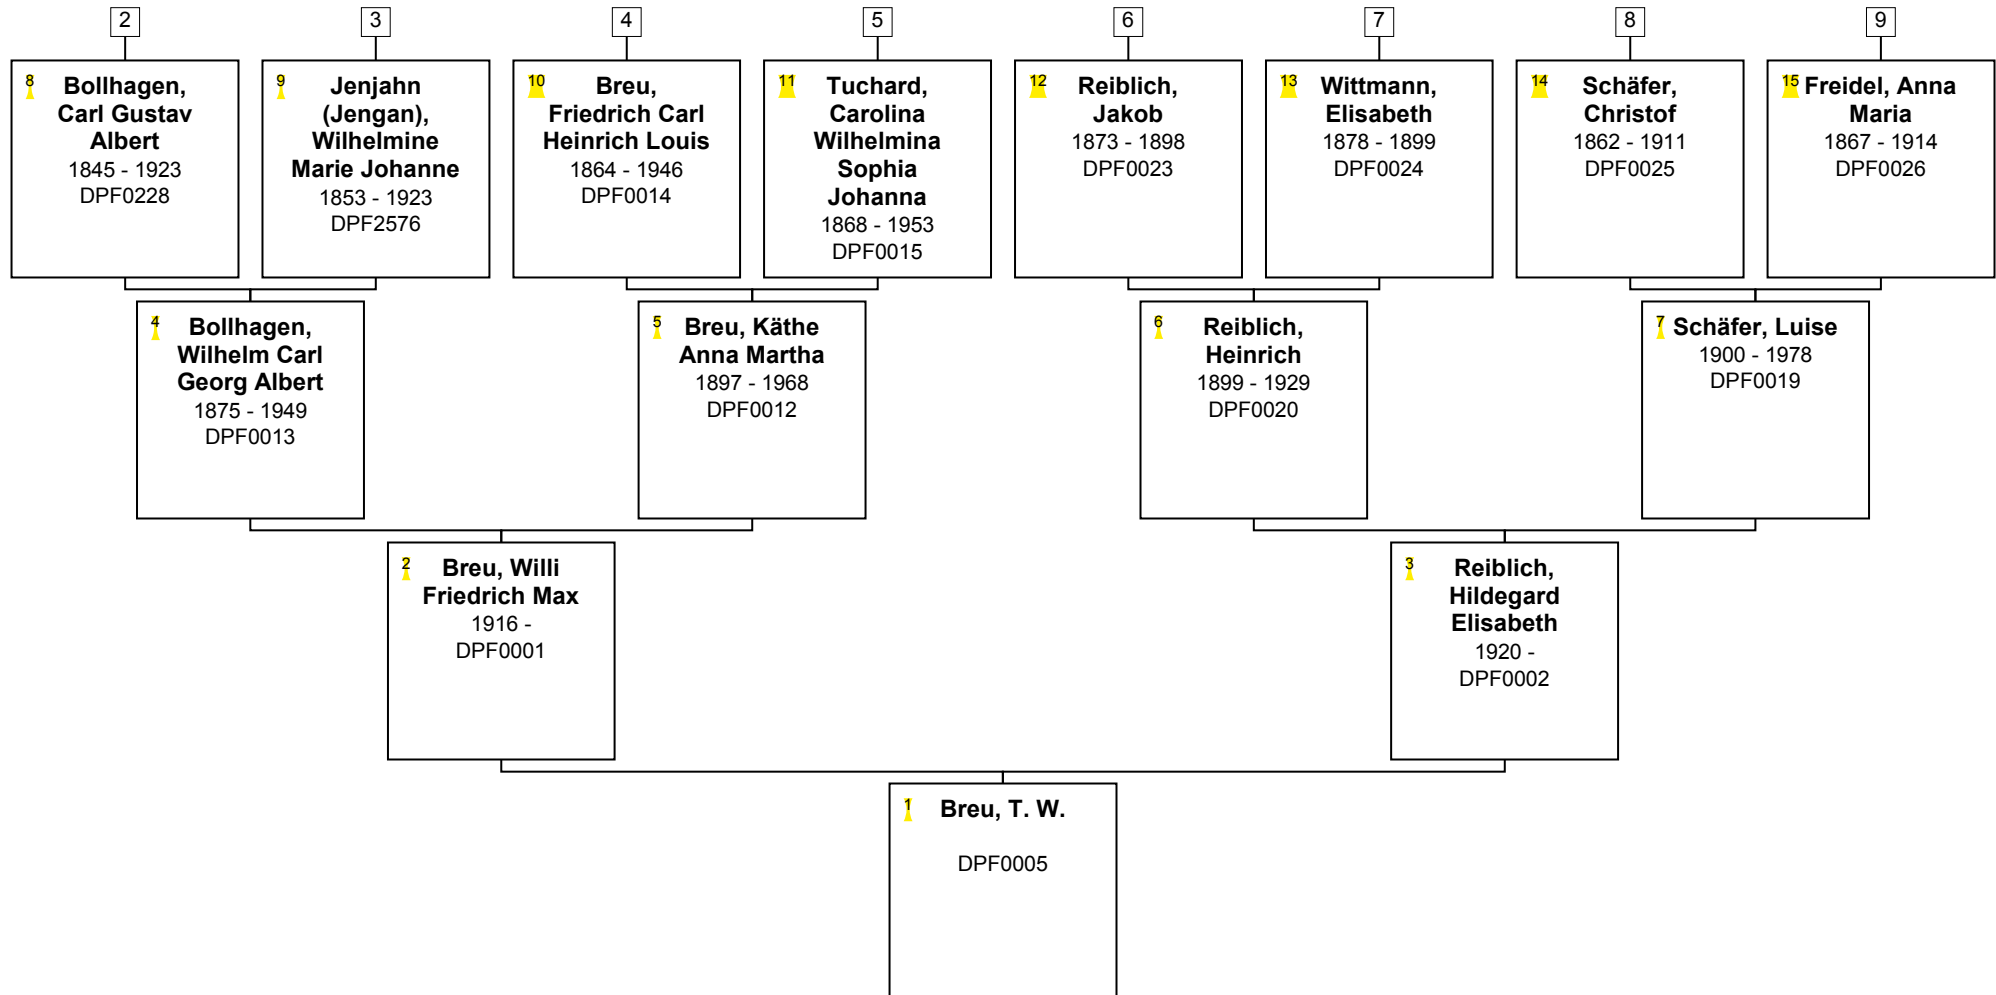 2
3
4
5
6
7
8
9
8
Bollhagen,
Carl Gustav
Albert
1845 - 1923
DPF0228
9
Jenjahn
(Jengan),
Wilhelmine
Marie Johanne
1853 - 1923
DPF2576
10
Breu,
Friedrich Carl
Heinrich Louis
1864 - 1946
DPF0014
11
Tuchard,
Carolina
Wilhelmina
Sophia
Johanna
1868 - 1953
DPF0015
12
Reiblich,
Jakob
1873 - 1898
DPF0023
13
Wittmann,
Elisabeth
1878 - 1899
DPF0024
14
Schäfer,
Christof
1862 - 1911
DPF0025
15
Freidel, Anna
Maria
1867 - 1914
DPF0026
4
Bollhagen,
Wilhelm Carl
Georg Albert
1875 - 1949
DPF0013
5
Breu, Käthe
Anna Martha
1897 - 1968
DPF0012
6
Reiblich,
Heinrich
1899 - 1929
DPF0020
7
Schäfer, Luise
1900 - 1978
DPF0019
2
Breu, Willi
Friedrich Max
1916 -
DPF0001
3
Reiblich,
Hildegard
Elisabeth
1920 -
DPF0002
1
Breu, T. W.
DPF0005